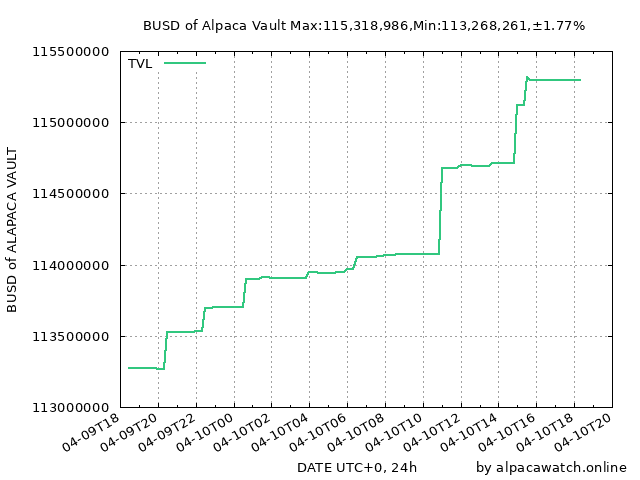 BUSD of Alpaca Vault Max:115,318,986,Min:113,268,261,±1.77%
TVL
115500000
115000000
114500000
114000000
113500000
113000000
BUSD of ALAPACA VAULT
04-09T18
04-09T20
04-09T22
04-10T00
04-10T02
04-10T04
04-10T06
04-10T08
04-10T10
04-10T12
04-10T14
04-10T16
04-10T18
04-10T20
DATE UTC+0, 24h
by alpacawatch.online